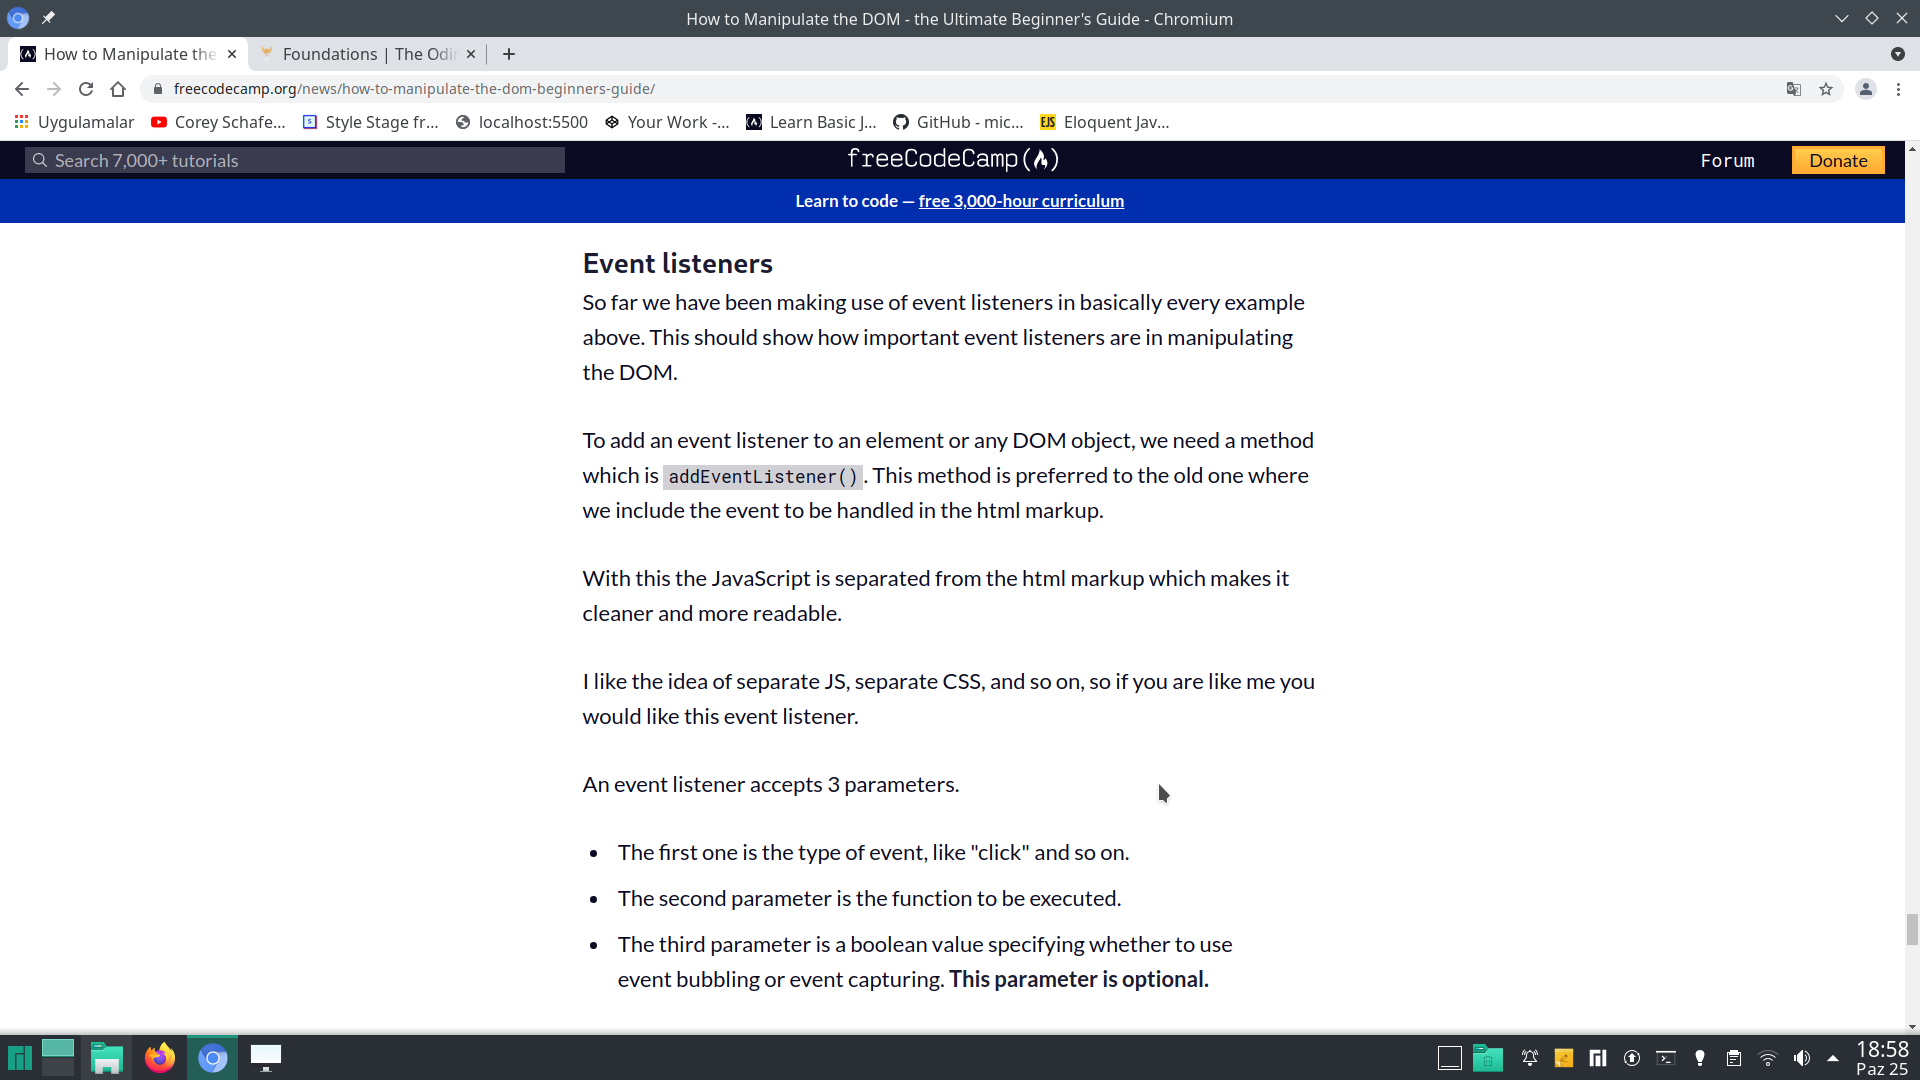 How to Manipulate the DOM - the Ultimate Beginner's Guide - Chromium
How to Manipulate the
Foundations | The Odin
freecodecamp.org/news/how-to-manipulate-the-dom-beginners-guide/
Uygulamalar
Corey Schafe...
Style Stage fr...
localhost:5500
Your Work -...
Learn Basic J...
GitHub - mic...
EJS
Eloquent Jav...
Search 7,000+ tutorials
freeCodeCamp
Forum
Donate
Learn to code — free 3,000-hour curriculum
Event listeners
So far we have been making use of event listeners in basically every example
above. This should show how important event listeners are in manipulating
the DOM.
To add an event listener to an element or any DOM object, we need a method
which is addEventListener(). This method is preferred to the old one where
we include the event to be handled in the html markup.
With this the JavaScript is separated from the html markup which makes it
cleaner and more readable.
I like the idea of separate JS, separate CSS, and so on, so if you are like me you
would like this event listener.
An event listener accepts 3 parameters.
• The first one is the type of event, like "click" and so on.
• The second parameter is the function to be executed.
• The third parameter is a boolean value specifying whether to use
event bubbling or event capturing. This parameter is optional.
18:58
Paz 25